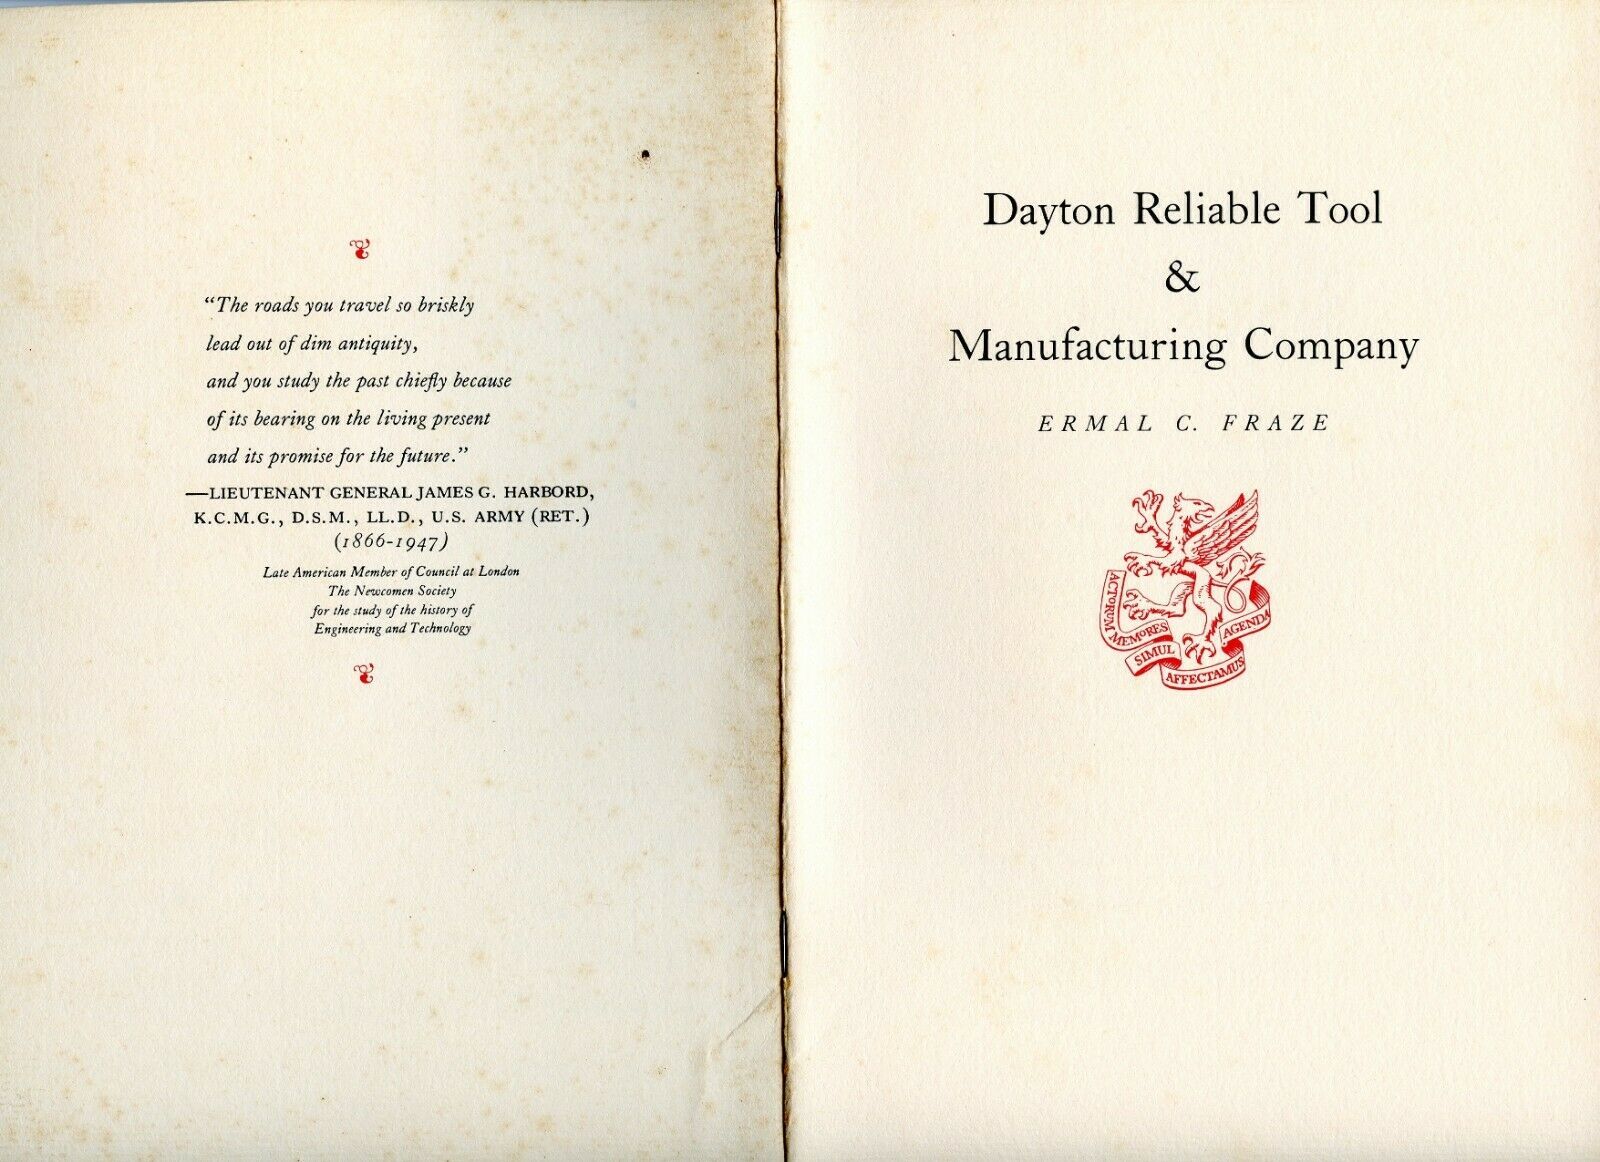 “The roads you travel so briskly
lead out of dim antiquity,
and you study the past chiefly because
of its bearing on the living present
and its promise for the future.”
—LIEUTENANT GENERAL JAMES G. HARBORD,
K.C.M.G., D.S.M., LL.D., U.S. ARMY (RET.)
(1866-1947)
Late American Member of Council at London
The Newcomen Society
for the study of the history of
Engineering and Technology
Dayton Reliable Tool
&
Manufacturing Company
ERMAL C. FRAZE
ACTORUM
MEMORES
SIMUL
AFFECTAMUS
AGENDA